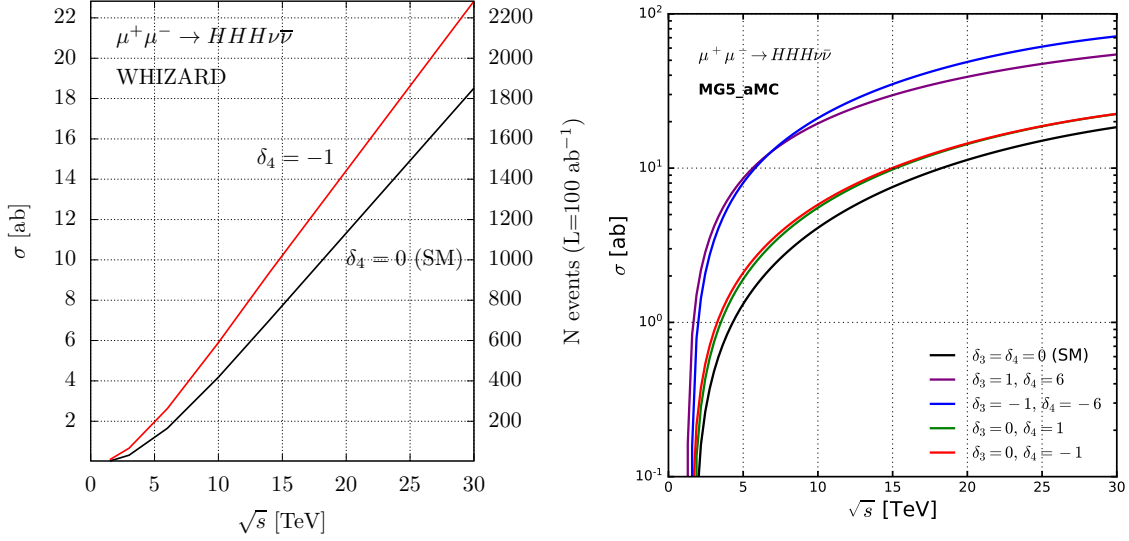 22
20
18
16
14
12
10
8
6
4
2
σ [ab]
μ⁺μ⁻ → HHHνν̅
WHIZARD
δ₄ = −1
δ₄ = 0 (SM)
0 5 10 15 20 25 30
√s [TeV]
2200
2000
1800
1600
1400
1200
1000
800
600
400
200
N events (L=100 ab⁻¹)
10²
10¹
10⁰
10⁻¹
σ [ab]
μ⁺μ⁻ → HHHνν̅
MG5_aMC
δ₃ = δ₄ = 0 (SM)
δ₃ = 1, δ₄ = 6
δ₃ = −1, δ₄ = −6
δ₃ = 0, δ₄ = 1
δ₃ = 0, δ₄ = −1
0 5 10 15 20 25 30
√s [TeV]